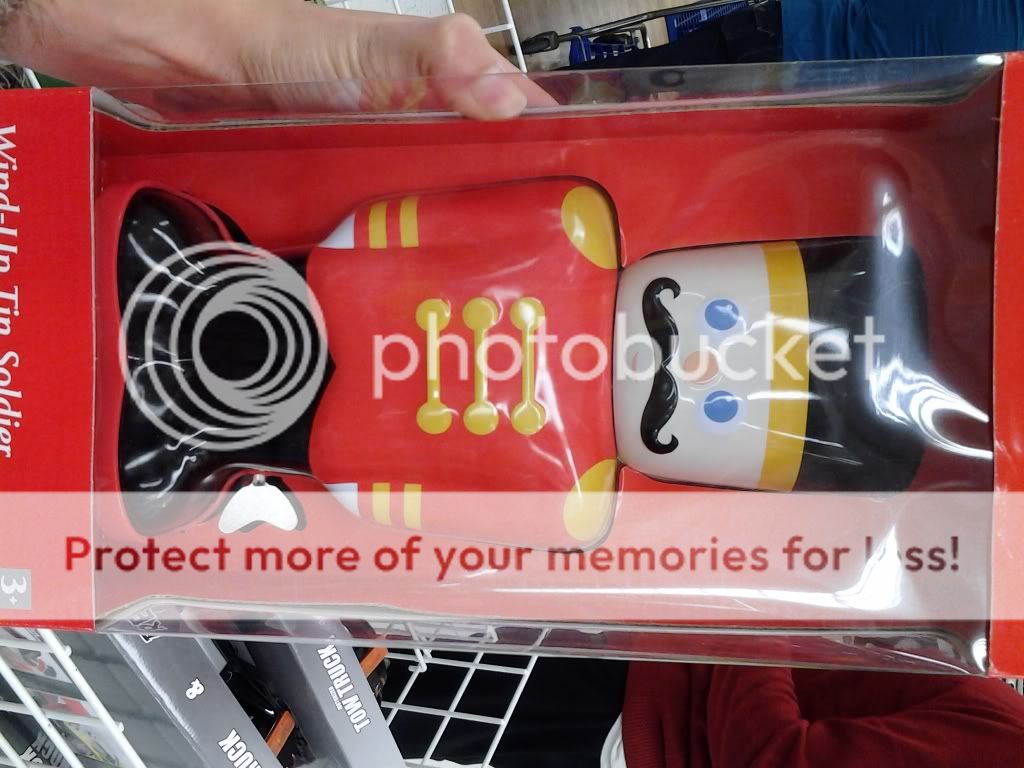 Wind-Up Tin Soldier
3+
photobucket
Protect more of your memories for less!
TOW TRUCK
&